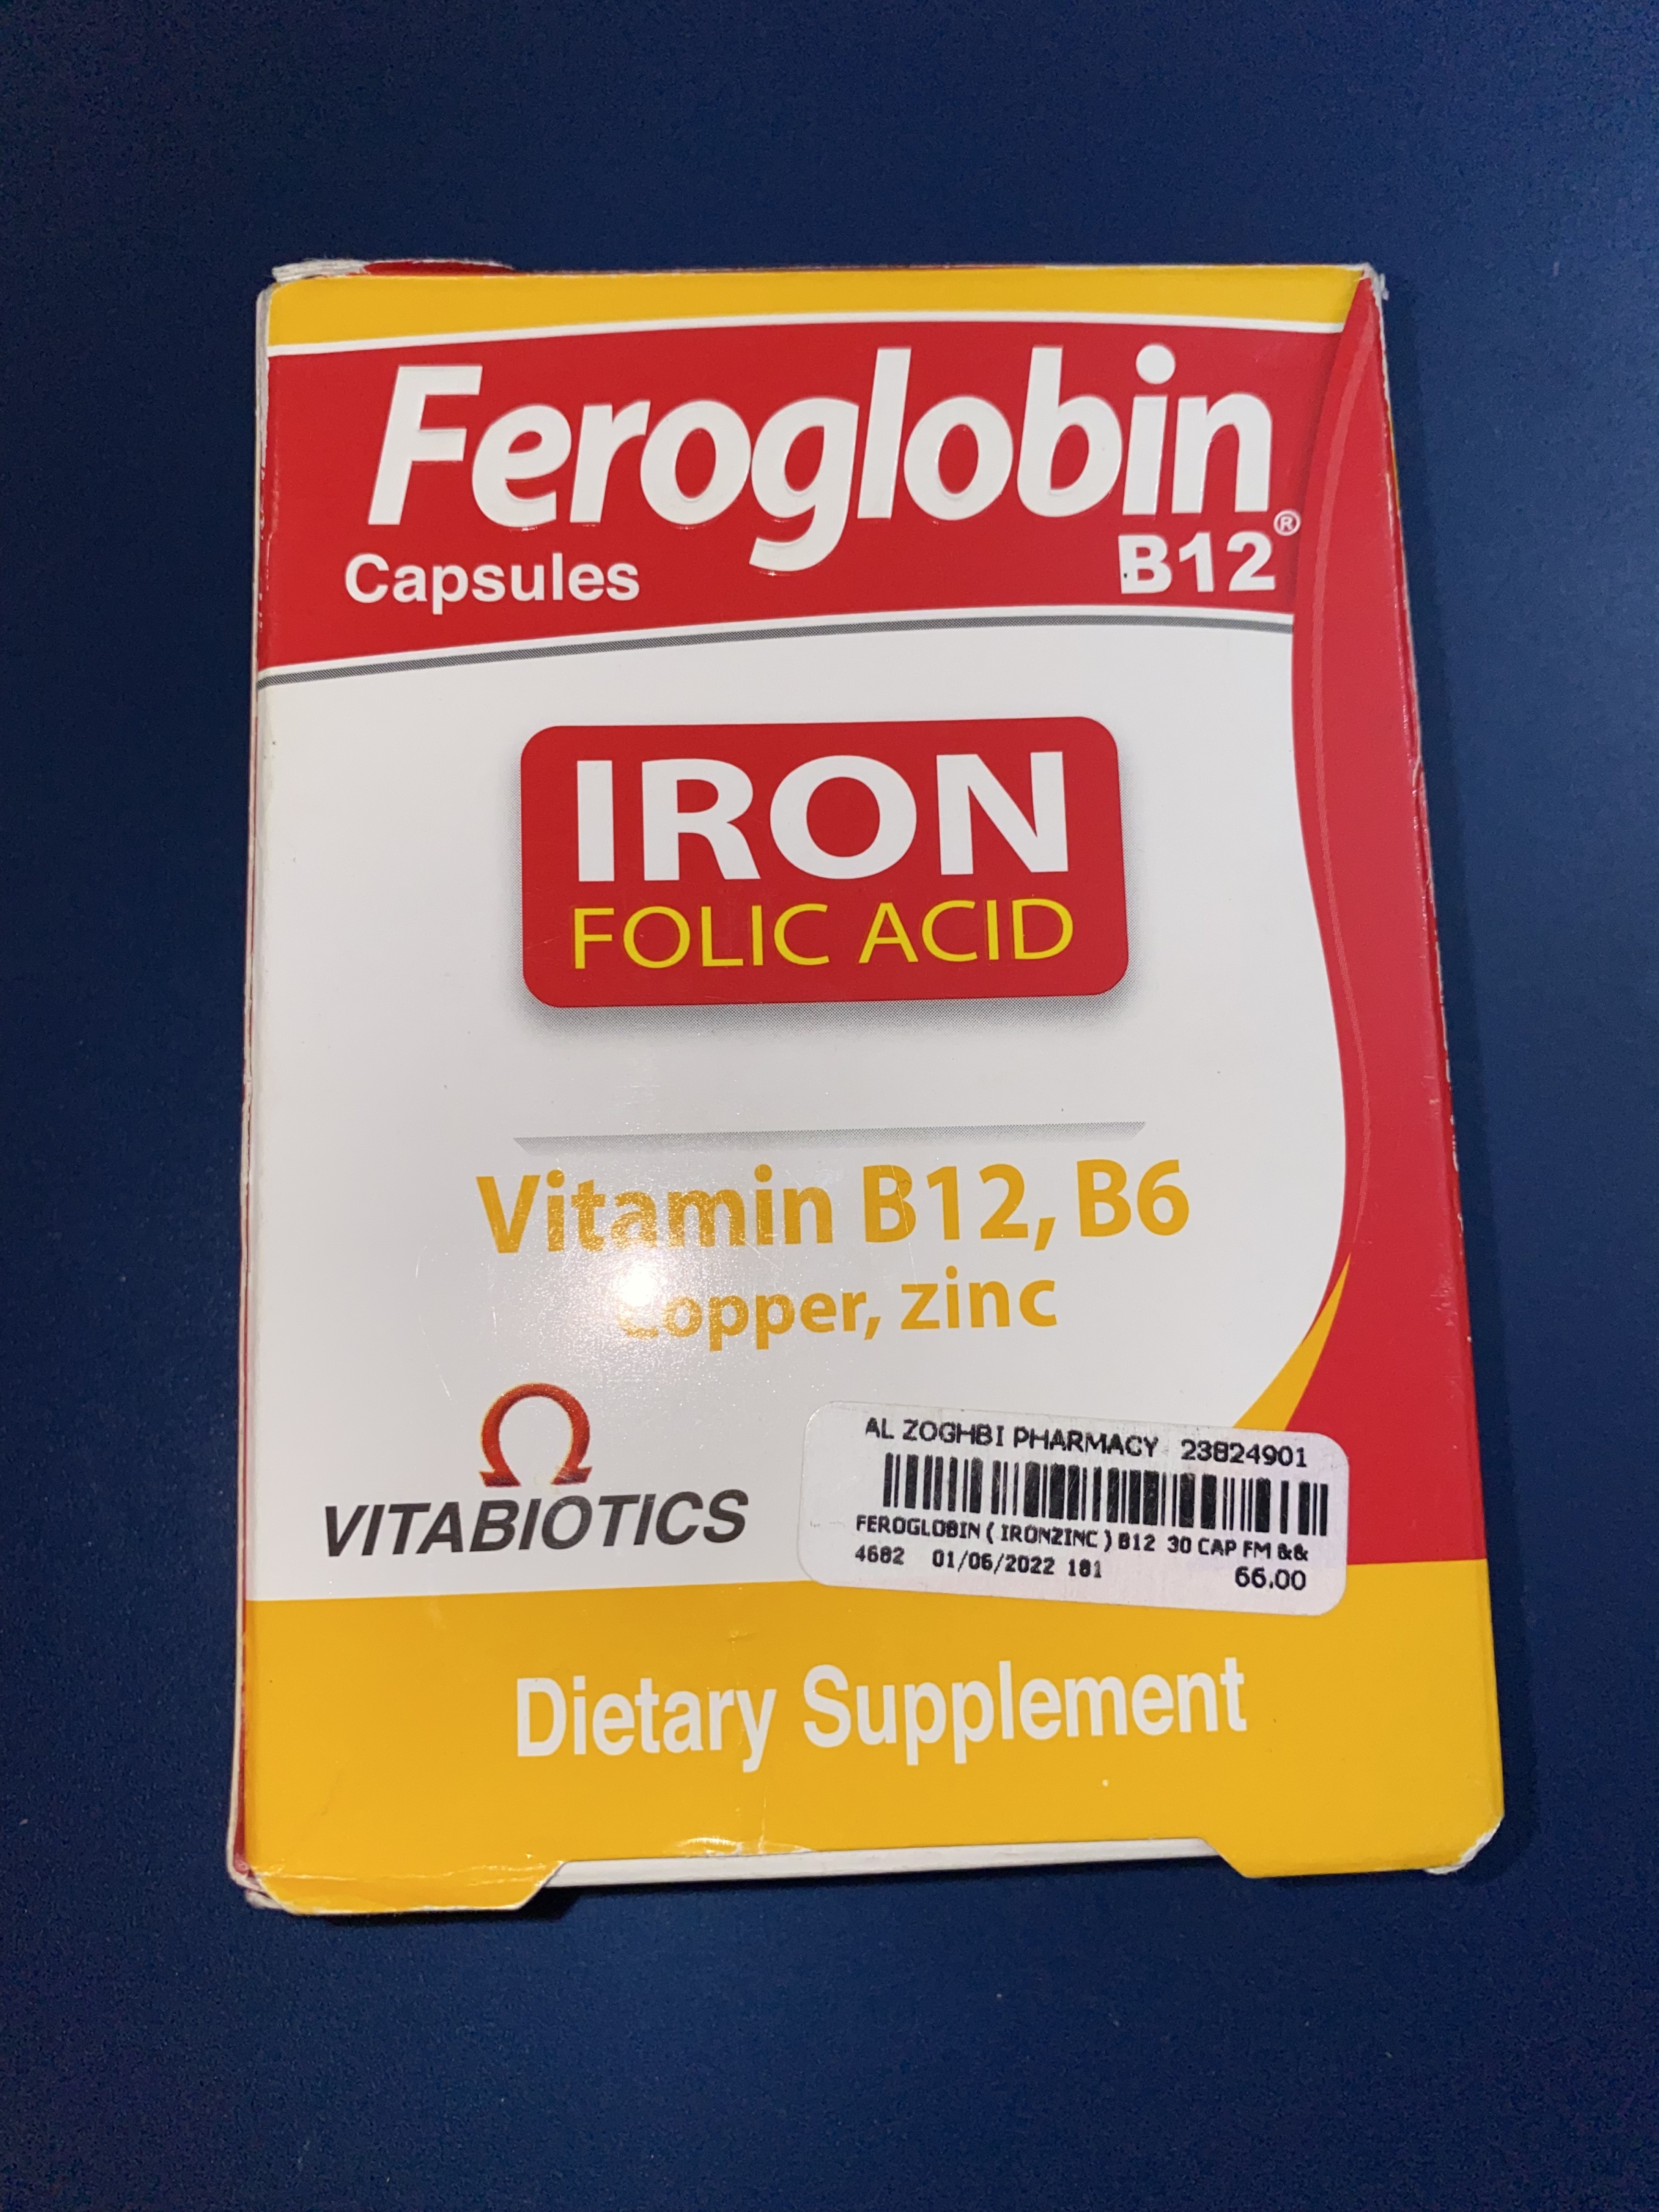 Feroglobin
Capsules
B12®
IRON
FOLIC ACID
Vitamin B12, B6
Copper, zinc
VITABIOTICS
AL ZOGHBI PHARMACY 23824901
FEROGLOBIN ( IRONZINC ) B12 30 CAP FM &&
4682 01/06/2022 181
66.00
Dietary Supplement